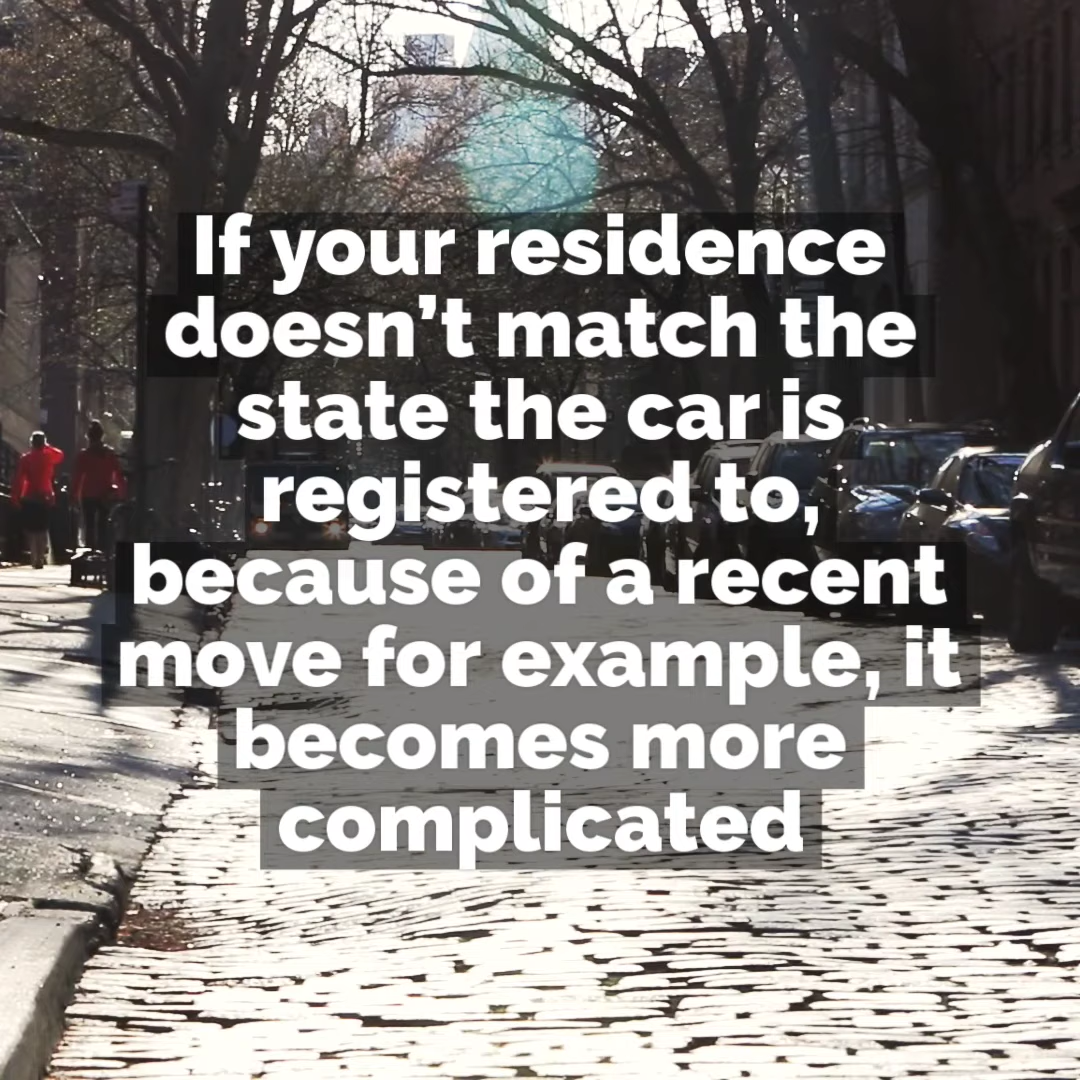 If your residence
doesn’t match the
state the car is
registered to,
because of a recent
move for example, it
becomes more
complicated